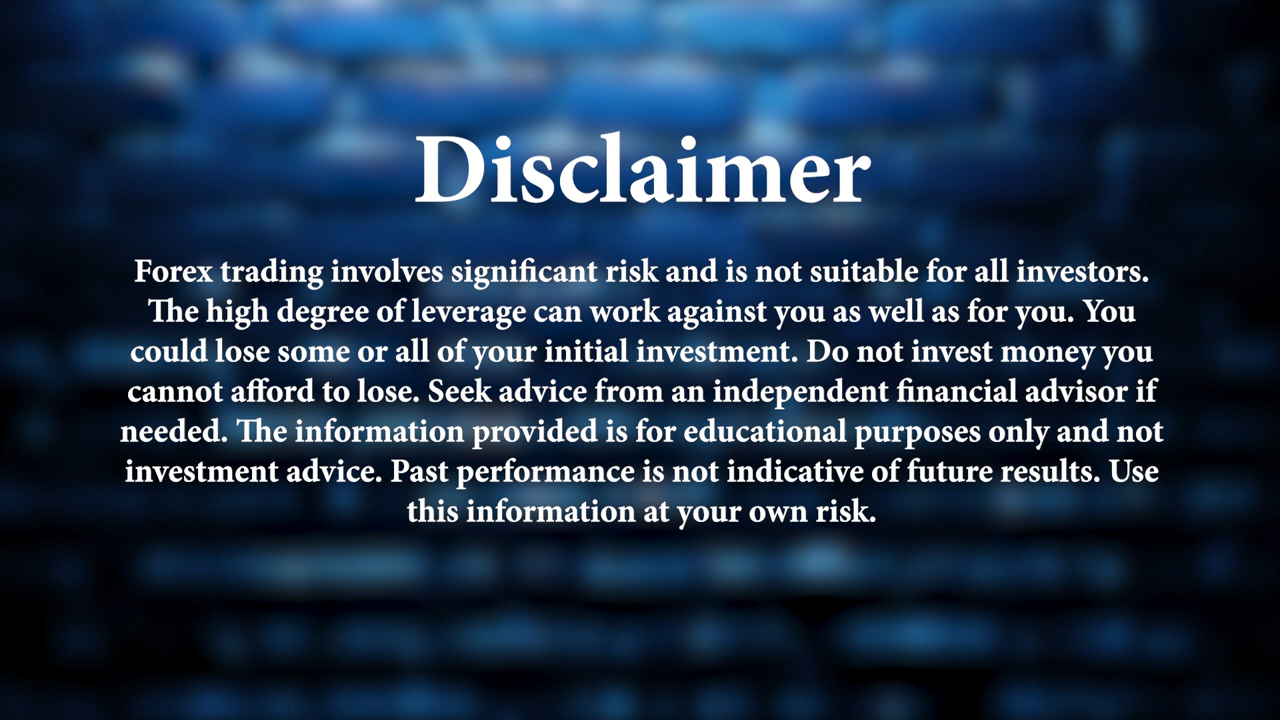 Disclaimer
Forex trading involves significant risk and is not suitable for all investors.
The high degree of leverage can work against you as well as for you. You
could lose some or all of your initial investment. Do not invest money you
cannot afford to lose. Seek advice from an independent financial advisor if
needed. The information provided is for educational purposes only and not
investment advice. Past performance is not indicative of future results. Use
this information at your own risk.